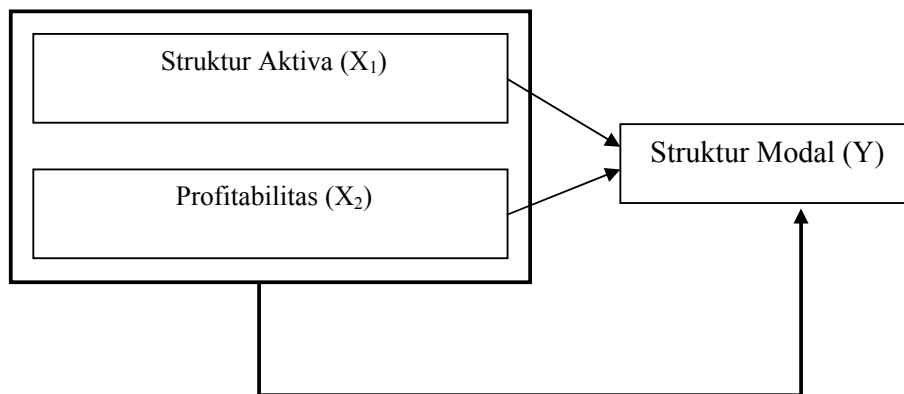 Struktur Aktiva (X₁)
Struktur Modal (Y)
Profitabilitas (X₂)